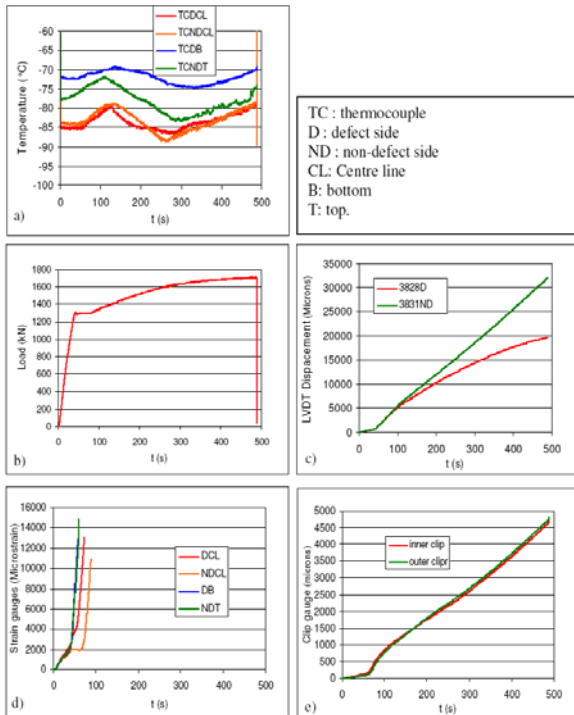 TCDCL
TCNDCL
TCDB
TCNDT
Temperature (°C)
-60
-65
-70
-75
-80
-85
-90
-95
-100
0 100 200 300 400 500
t (s)
a)
TC : thermocouple
D : defect side
ND : non-defect side
CL: Centre line
B: bottom
T: top.
Load (kN)
1800
1600
1400
1200
1000
800
600
400
200
0
0 100 200 300 400 500
t (s)
b)
3828D
3831ND
LVDT Dispacement (Microns)
35000
30000
25000
20000
15000
10000
5000
0
0 100 200 300 400 500
t (s)
c)
Strain gauges (Microstrain)
16000
14000
12000
10000
8000
6000
4000
2000
0
DCL
NDCL
DB
NDT
0 100 200 300 400 500
t (s)
d)
Clip gauge (microns)
5000
4500
4000
3500
3000
2500
2000
1500
1000
500
0
inner clip
outer clipr
0 100 200 300 400 500
t (s)
e)